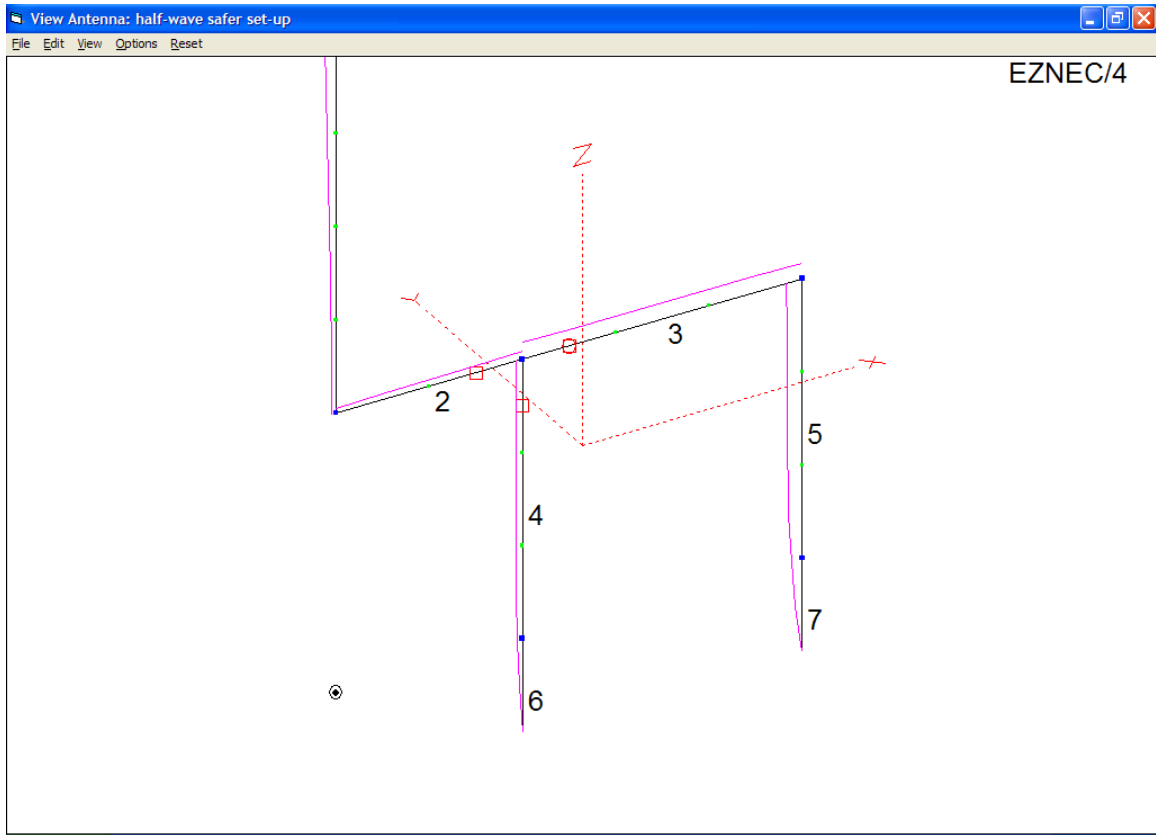 View Antenna: half-wave safer set-up
File Edit View Options Reset
EZNEC/4
Z
Y
3
X
2
5
4
7
6